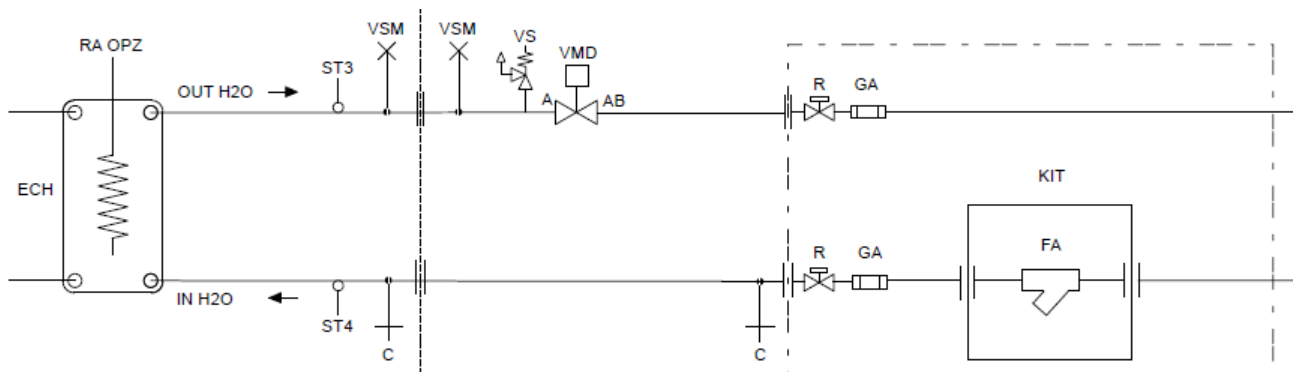 RA OPZ
VSM
VSM
VS
VMD
ST3
OUT H2O
A
AB
R
GA
ECH
KIT
FA
R
GA
IN H2O
ST4
C
C